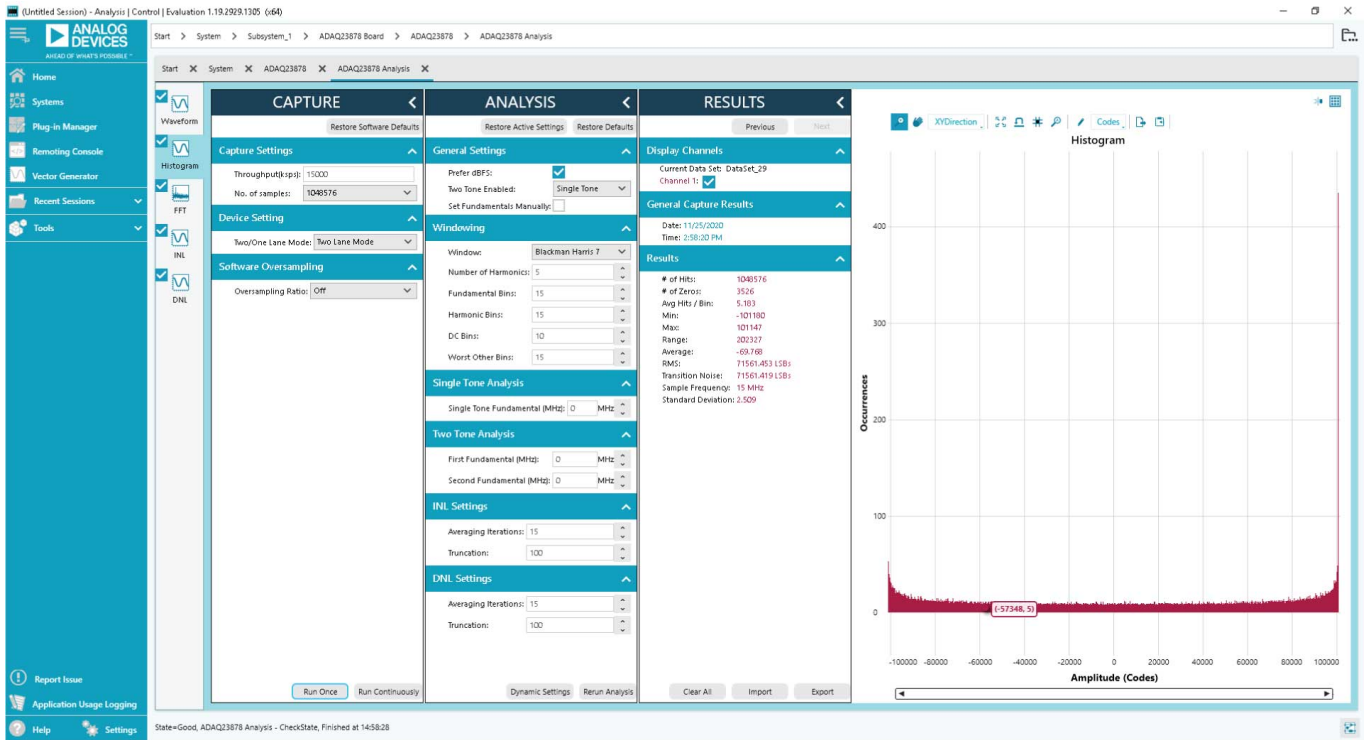 (Untitled Session) - Analysis | Control | Evaluation 1.19.2929.1305 (x64)
ANALOG
DEVICES
AHEAD OF WHAT'S POSSIBLE ™
Start > System > Subsystem_1 > ADAQ23878 Board > ADAQ23878 > ADAQ23878 Analysis
Home
Systems
Plug-in Manager
Remoting Console
Vector Generator
Recent Sessions
Tools
Report Issue
Application Usage Logging
Help Settings
Start System ADAQ23878 ADAQ23878 Analysis
Waveform
Histogram
FFT
INL
DNL
CAPTURE
Restore Software Defaults
Capture Settings
Throughput(ksps): 15000
No. of samples: 1048576
Device Setting
Two/One Lane Mode: Two Lane Mode
Software Oversampling
Oversampling Ratio: Off
Run Once Run Continuously
ANALYSIS
Restore Active Settings Restore Defaults
General Settings
Prefer dBFS:
Two Tone Enabled: Single Tone
Set Fundamentals Manually:
Windowing
Window: Blackman Harris 7
Number of Harmonics: 5
Fundamental Bins: 15
Harmonic Bins: 15
DC Bins: 10
Worst Other Bins: 15
Single Tone Analysis
Single Tone Fundamental (MHz): 0 MHz
Two Tone Analysis
First Fundamental (MHz): 0 MHz
Second Fundamental (MHz): 0 MHz
INL Settings
Averaging Iterations: 15
Truncation: 100
DNL Settings
Averaging Iterations: 15
Truncation: 100
Dynamic Settings Rerun Analysis
RESULTS
Previous Next
Display Channels
Current Data Set: DataSet_29
Channel 1:
General Capture Results
Date: 11/25/2020
Time: 2:58:20 PM
Results
# of Hits: 1048576
# of Zeros: 3526
Avg Hits / Bin: 5.183
Min: -101180
Max: 101147
Range: 202327
Average: -69.768
RMS: 71561.453 LSBs
Transition Noise: 71561.419 LSBs
Sample Frequency: 15 MHz
Standard Deviation: 2.509
Clear All Import Export
XYDirection Codes
Histogram
Occurrences
400
300
200
100
0
(-57348, 5)
-100000 -80000 -60000 -40000 -20000 0 20000 40000 60000 80000 100000
Amplitude (Codes)
State=Good, ADAQ23878 Analysis - CheckState, Finished at 14:58:28